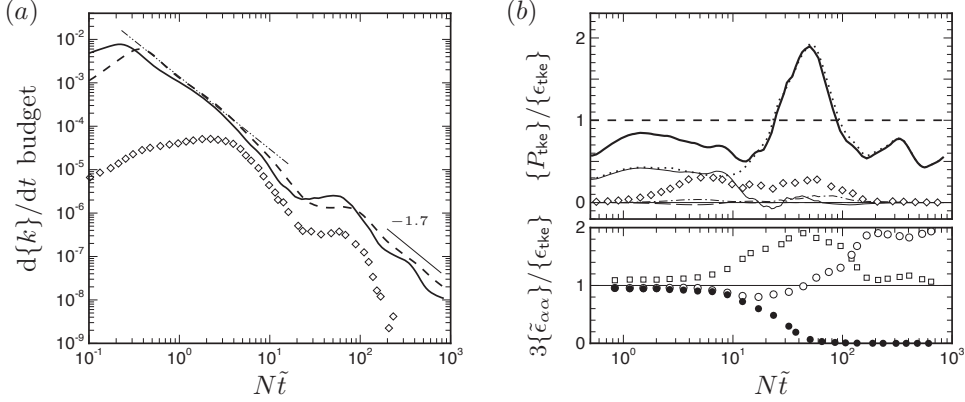 (a)
10^-2
10^-3
10^-4
10^-5
10^-6
10^-7
10^-8
10^-9
d{k}/dt budget
−1.7
10^-1 10^0 10^1 10^2 10^3
Nt̃
(b)
2
1
0
{P_tke}/{ϵ_tke}
2
1
0
3{ϵ̃_αα}/{ϵ_tke}
10^0 10^1 10^2 10^3
Nt̃